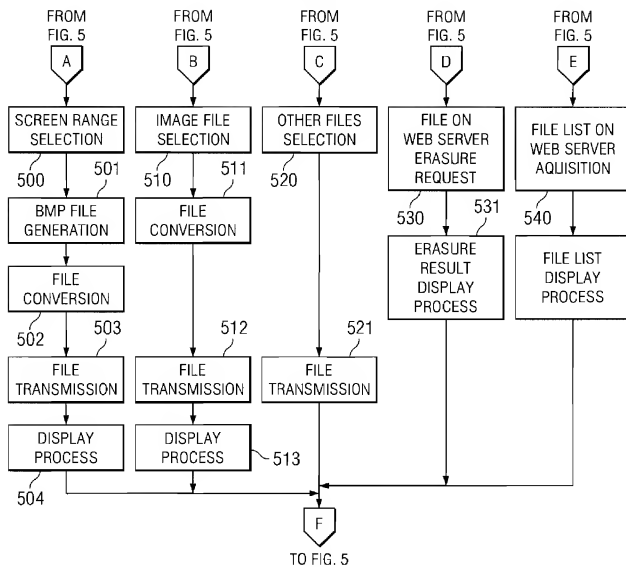 FROM
FIG. 5
A
SCREEN RANGE
SELECTION
500
501
BMP FILE
GENERATION
FILE
CONVERSION
502
503
FILE
TRANSMISSION
DISPLAY
PROCESS
504
FROM
FIG. 5
B
IMAGE FILE
SELECTION
510
511
FILE
CONVERSION
512
FILE
TRANSMISSION
DISPLAY
PROCESS
513
FROM
FIG. 5
C
OTHER FILES
SELECTION
520
521
FILE
TRANSMISSION
FROM
FIG. 5
D
FILE ON
WEB SERVER
ERASURE
REQUEST
530
531
ERASURE
RESULT
DISPLAY
PROCESS
FROM
FIG. 5
E
FILE LIST ON
WEB SERVER
AQUISITION
540
FILE LIST
DISPLAY
PROCESS
F
TO FIG. 5